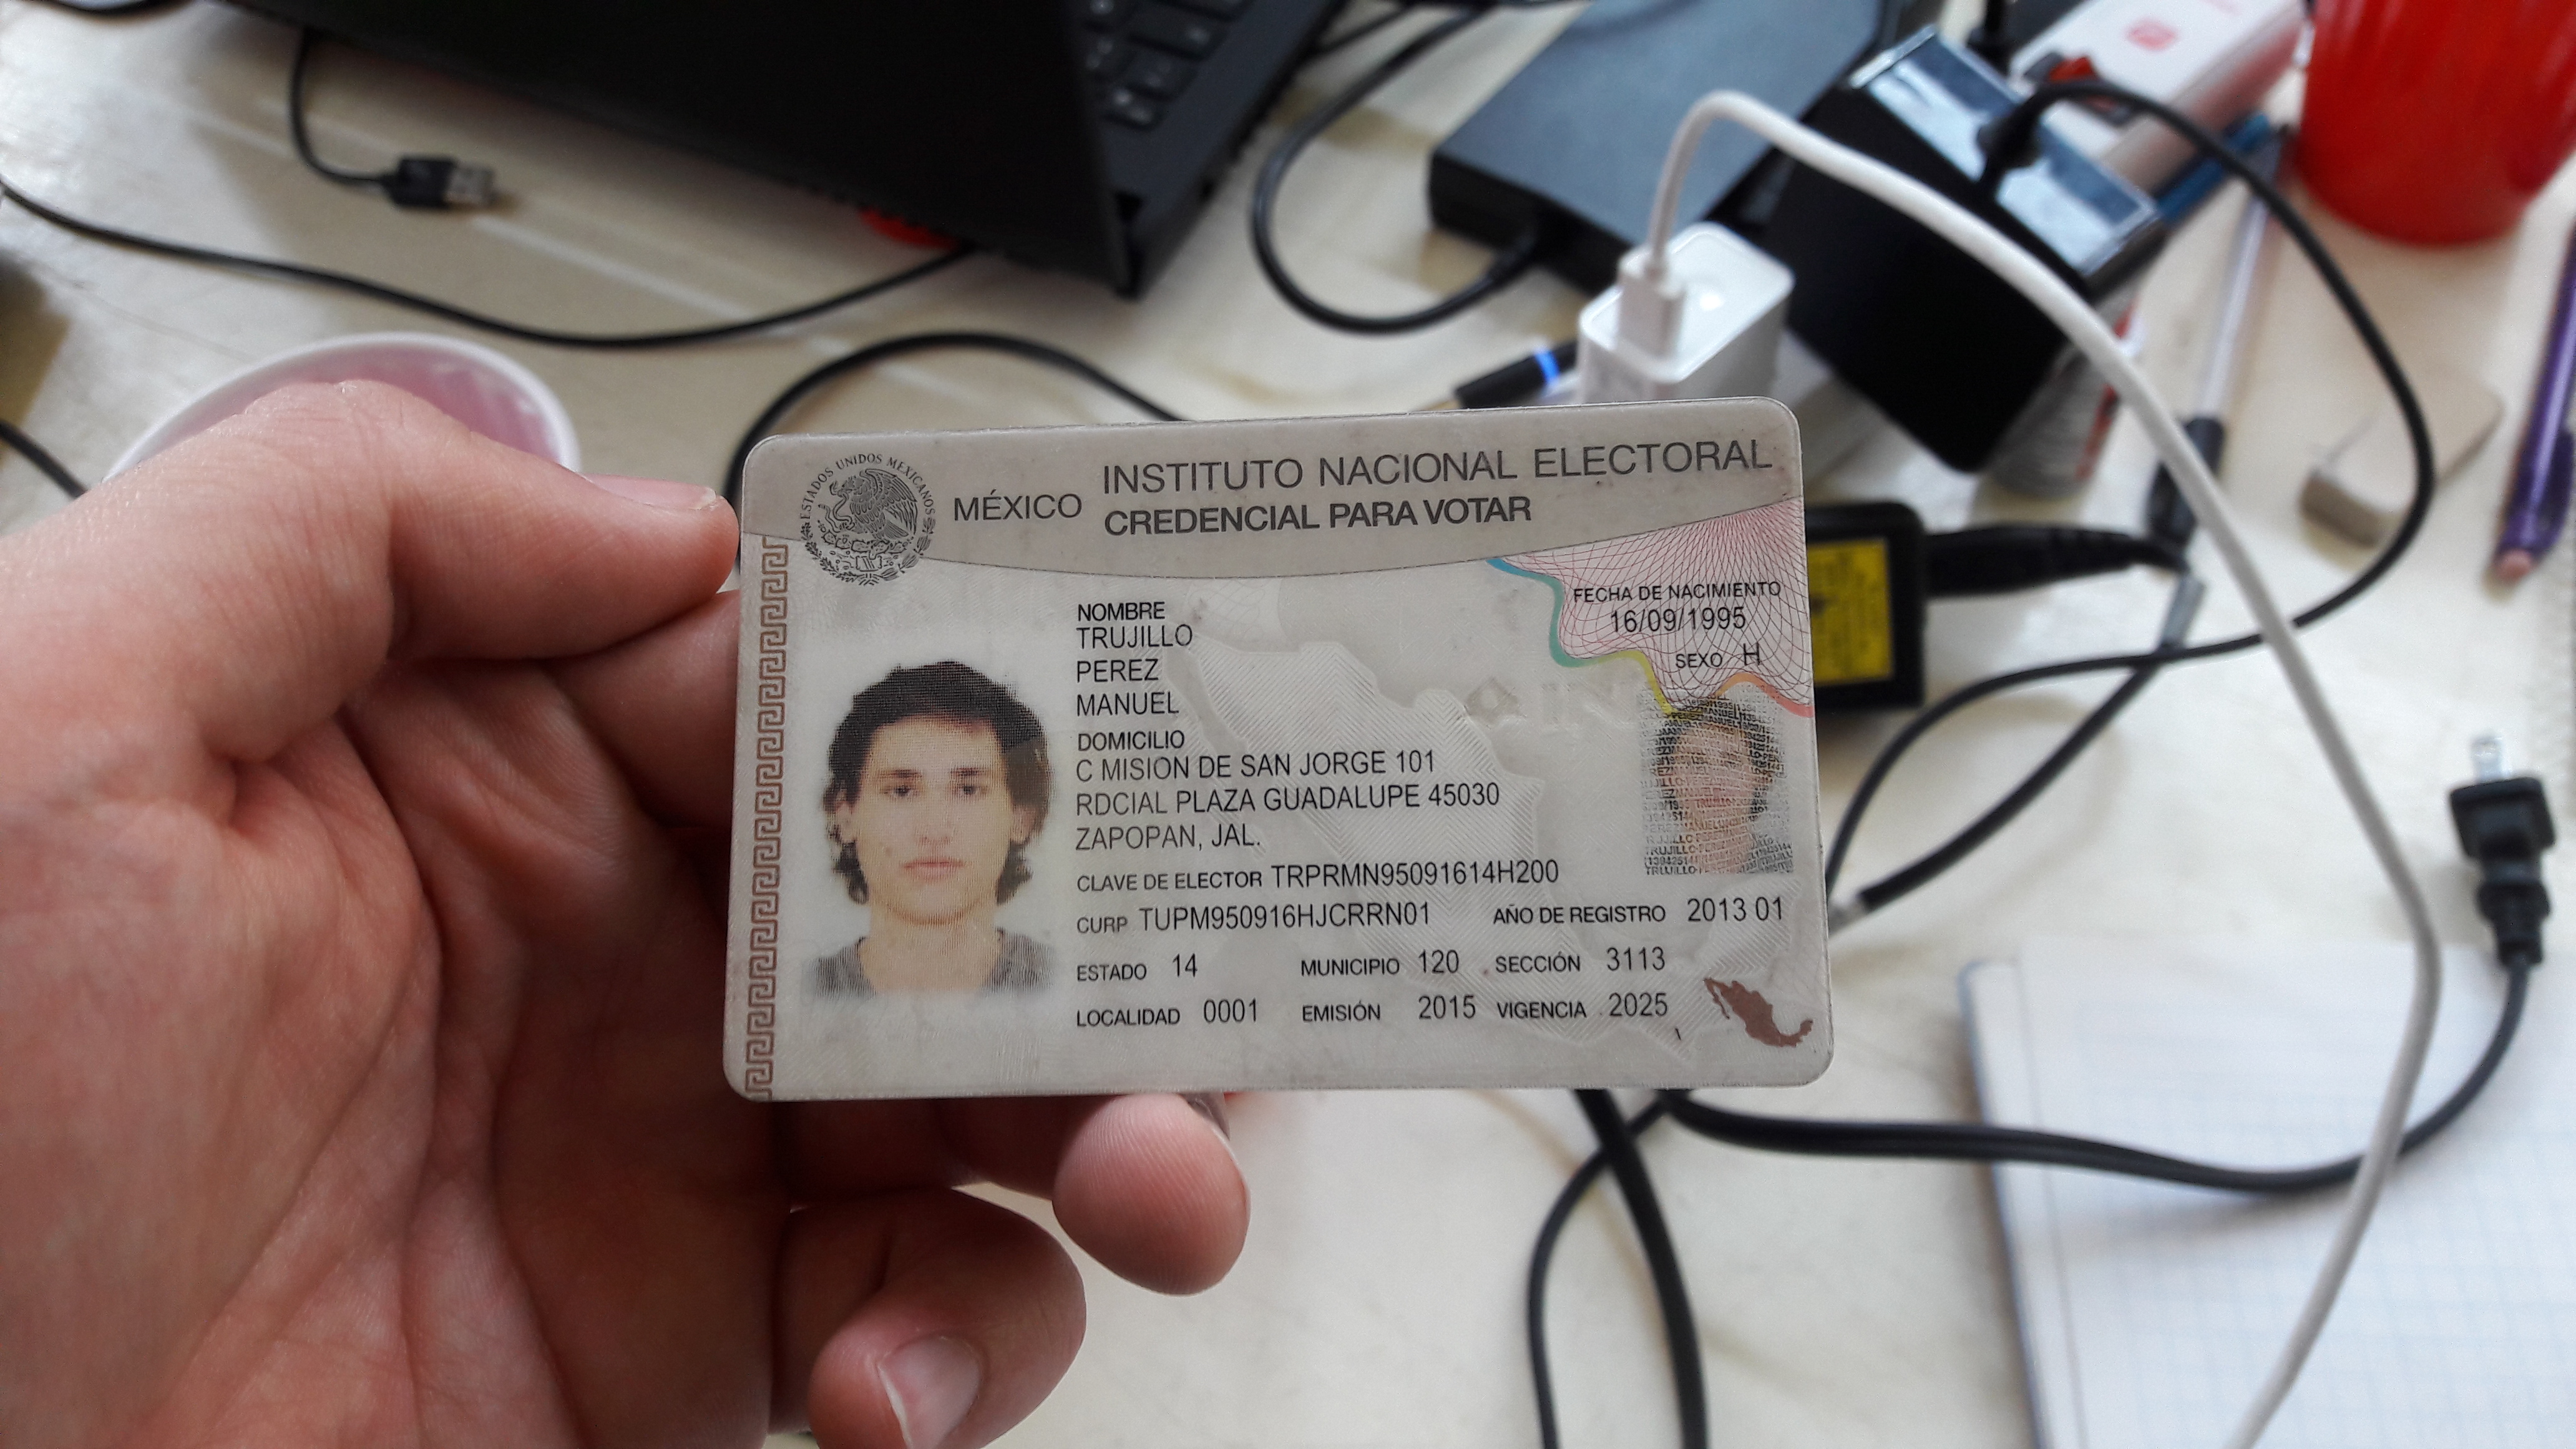 ESTADOS UNIDOS MEXICANOS
MÉXICO
INSTITUTO NACIONAL ELECTORAL
CREDENCIAL PARA VOTAR
FECHA DE NACIMIENTO
16/09/1995
SEXO H
NOMBRE
TRUJILLO
PEREZ
MANUEL
DOMICILIO
C MISION DE SAN JORGE 101
RDCIAL PLAZA GUADALUPE 45030
ZAPOPAN, JAL.
CLAVE DE ELECTOR TRPRMN95091614H200
CURP TUPM950916HJCRRN01 AÑO DE REGISTRO 2013 01
ESTADO 14 MUNICIPIO 120 SECCIÓN 3113
LOCALIDAD 0001 EMISIÓN 2015 VIGENCIA 2025